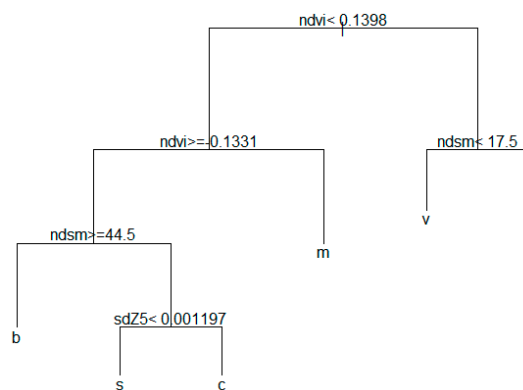 ndvi< 0.1398
ndvi>=-0.1331
ndsm< 17.5
v
ndsm>=44.5
m
sdZ5< 0.001197
b
s
c